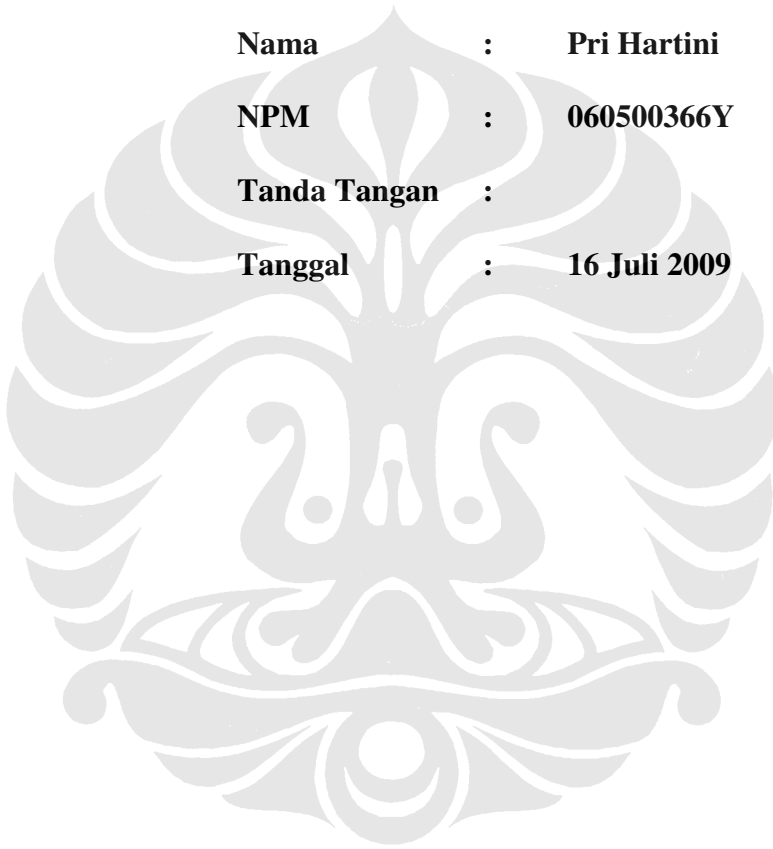 Nama : Pri Hartini
NPM : 060500366Y
Tanda Tangan :
Tanggal : 16 Juli 2009